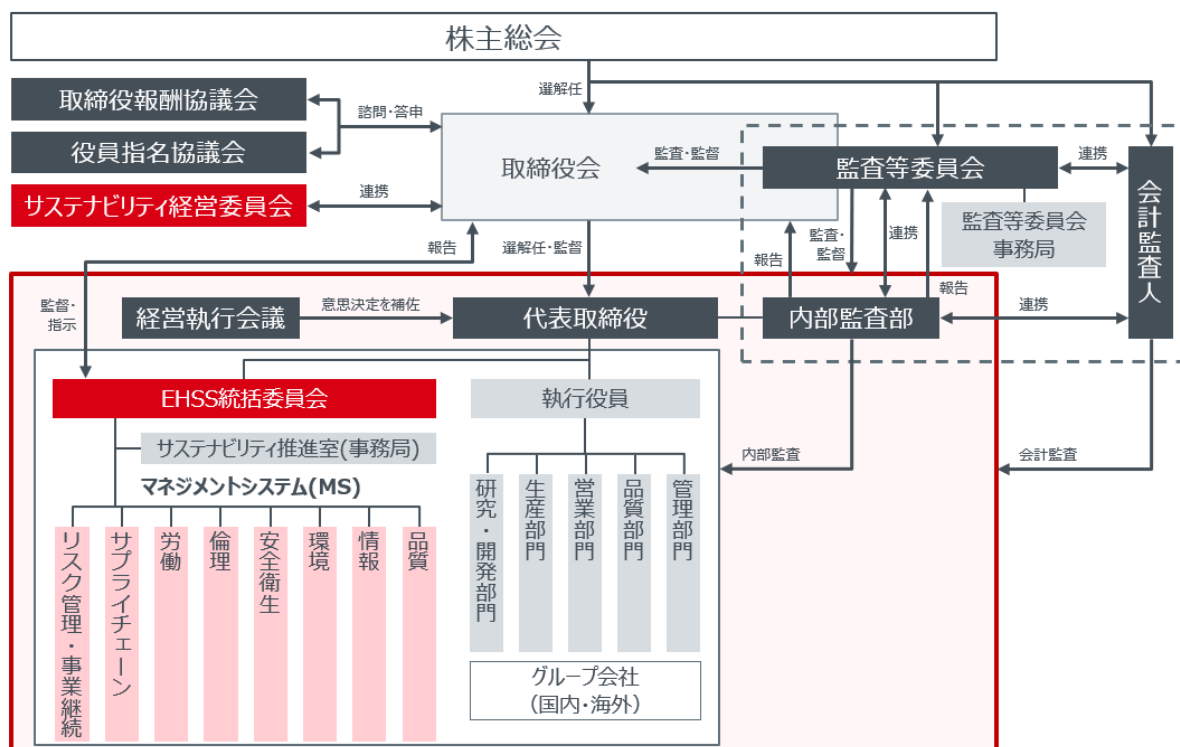 株主総会
選解任
取締役報酬協議会
諮問・答申
役員指名協議会
取締役会
監査・監督
監査等委員会
連携
会計監査人
サステナビリティ経営委員会
連携
監査等委員会
事務局
報告
選解任・監督
報告
監査・
監督
連携
報告
監督・
指示
経営執行会議
意思決定を補佐
代表取締役
内部監査部
連携
EHSS統括委員会
執行役員
サステナビリティ推進室(事務局)
内部監査
会計監査
マネジメントシステム(MS)
リスク管理・事業継続
サプライチェーン
労働
倫理
安全衛生
環境
情報
品質
研究・開発部門
生産部門
営業部門
品質部門
管理部門
グループ会社
(国内・海外)